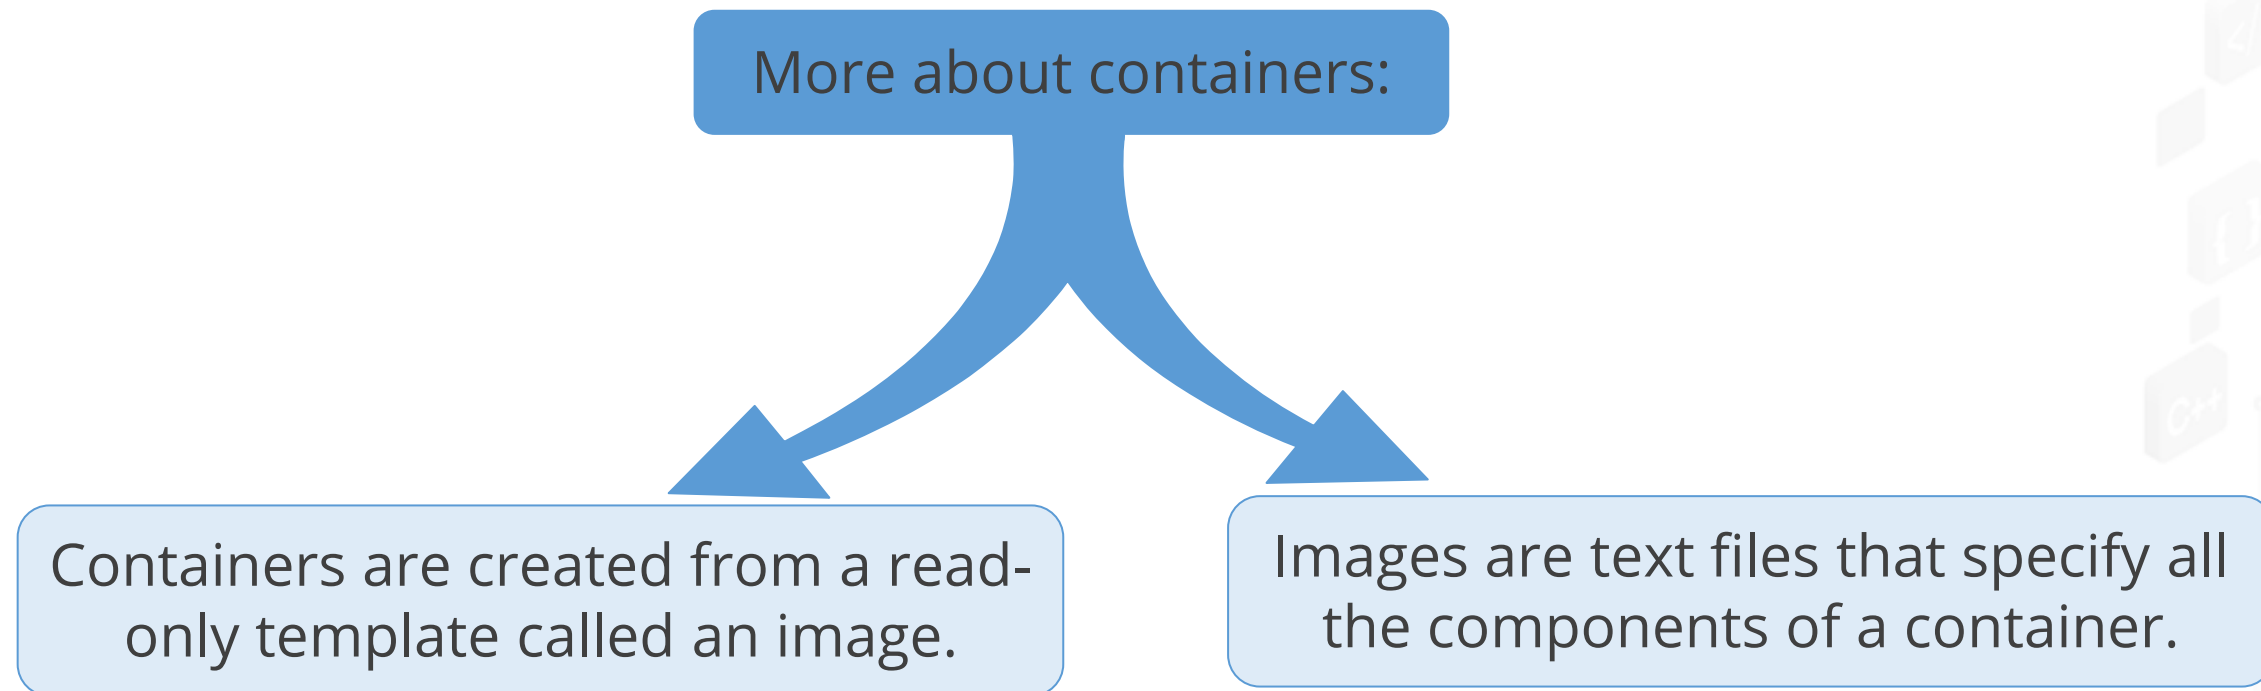 More about containers:
Containers are created from a read-
only template called an image.
Images are text files that specify all
the components of a container.
</>
{ }
C++